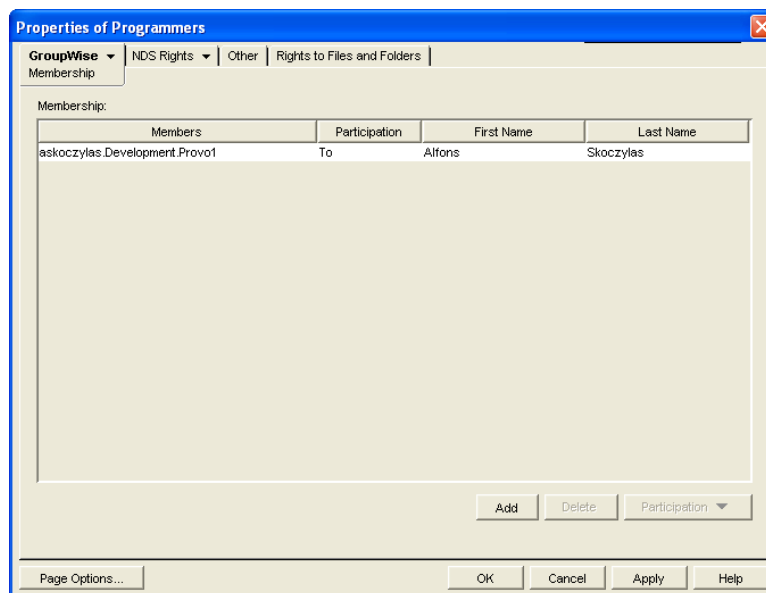 Properties of Programmers
GroupWise NDS Rights Other Rights to Files and Folders
Membership
Membership:
Members Participation First Name Last Name
askoczylas.Development.Provo1 To Alfons Skoczylas
Add Delete Participation
Page Options... OK Cancel Apply Help